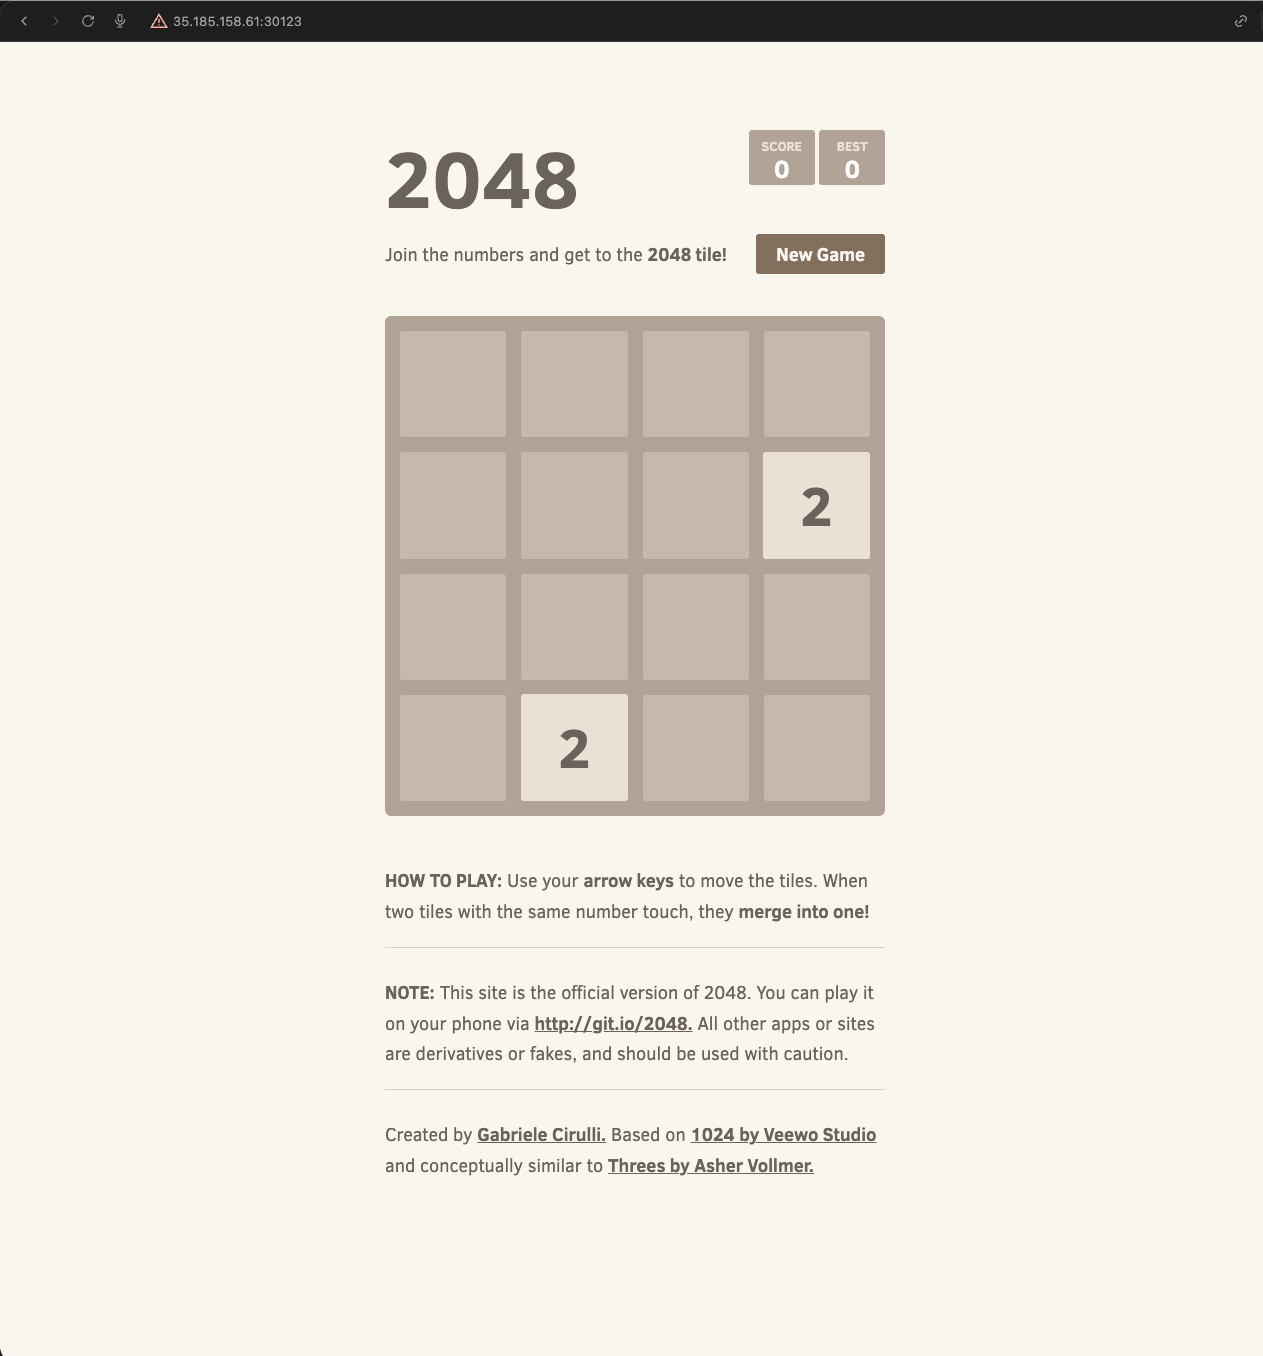 35.185.158.61:30123
2048
SCORE
0
BEST
0
Join the numbers and get to the 2048 tile!
New Game
2
2
HOW TO PLAY: Use your arrow keys to move the tiles. When
two tiles with the same number touch, they merge into one!
NOTE: This site is the official version of 2048. You can play it
on your phone via http://git.io/2048. All other apps or sites
are derivatives or fakes, and should be used with caution.
Created by Gabriele Cirulli. Based on 1024 by Veewo Studio
and conceptually similar to Threes by Asher Vollmer.